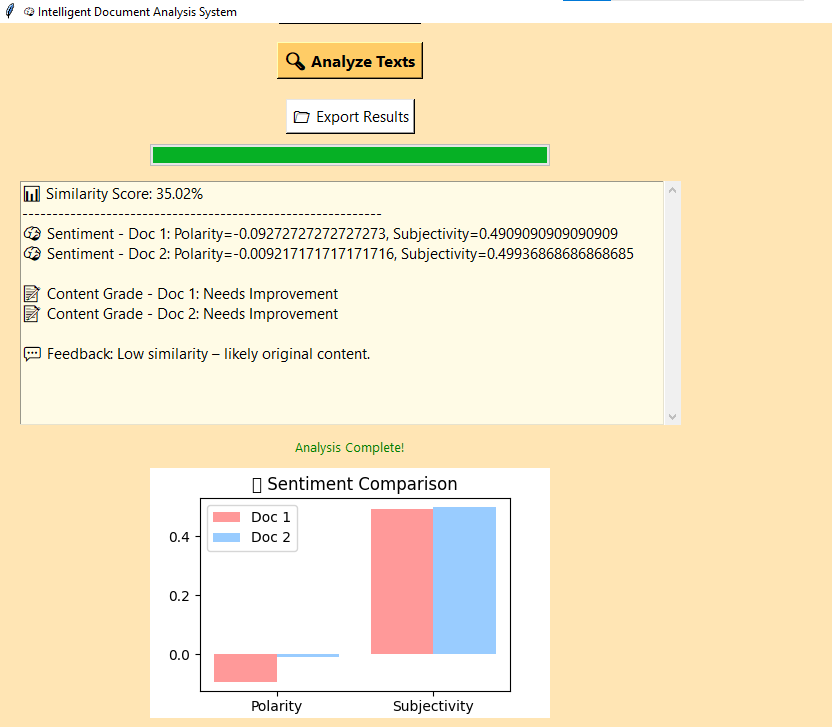 Intelligent Document Analysis System
🔍 Analyze Texts
📁 Export Results
📊 Similarity Score: 35.02%
------------------------------------------------------------
🧠 Sentiment - Doc 1: Polarity=-0.09272727272727273, Subjectivity=0.4909090909090909
🧠 Sentiment - Doc 2: Polarity=-0.009217171717171716, Subjectivity=0.49936868686868685
📝 Content Grade - Doc 1: Needs Improvement
📝 Content Grade - Doc 2: Needs Improvement
💬 Feedback: Low similarity – likely original content.
Analysis Complete!
Sentiment Comparison
Doc 1
Doc 2
0.4
0.2
0.0
Polarity Subjectivity